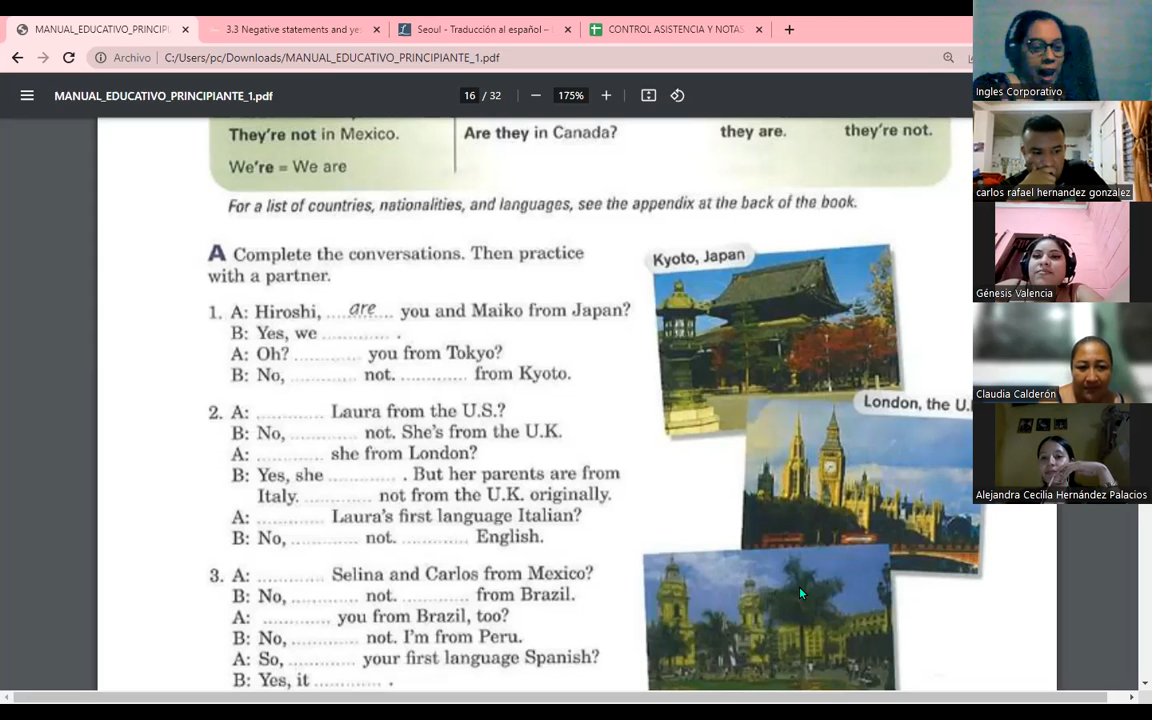 MANUAL_EDUCATIVO_PRINCIPI
3.3 Negative statements and ye
Seoul - Traducción al español –
CONTROL ASISTENCIA Y NOTAS
Archivo C:/Users/pc/Downloads/MANUAL_EDUCATIVO_PRINCIPIANTE_1.pdf
MANUAL_EDUCATIVO_PRINCIPIANTE_1.pdf
16 / 32
175%
They're not in Mexico. Are they in Canada? they are. they're not.
We're = We are
For a list of countries, nationalities, and languages, see the appendix at the back of the book.
A Complete the conversations. Then practice
with a partner.
1. A: Hiroshi, ....are.... you and Maiko from Japan?
B: Yes, we ............ .
A: Oh? ............ you from Tokyo?
B: No, ............ not. ............ from Kyoto.
2. A: ............ Laura from the U.S.?
B: No, ............ not. She's from the U.K.
A: ............ she from London?
B: Yes, she ............ . But her parents are from
Italy. ............ not from the U.K. originally.
A: ............ Laura's first language Italian?
B: No, ............ not. ............ English.
3. A: ............ Selina and Carlos from Mexico?
B: No, ............ not. ............ from Brazil.
A: ............ you from Brazil, too?
B: No, ............ not. I'm from Peru.
A: So, ............ your first language Spanish?
B: Yes, it ............ .
Kyoto, Japan
London, the U.
Ingles Corporativo
carlos rafael hernandez gonzalez
Génesis Valencia
Claudia Calderón
Alejandra Cecilia Hernández Palacios